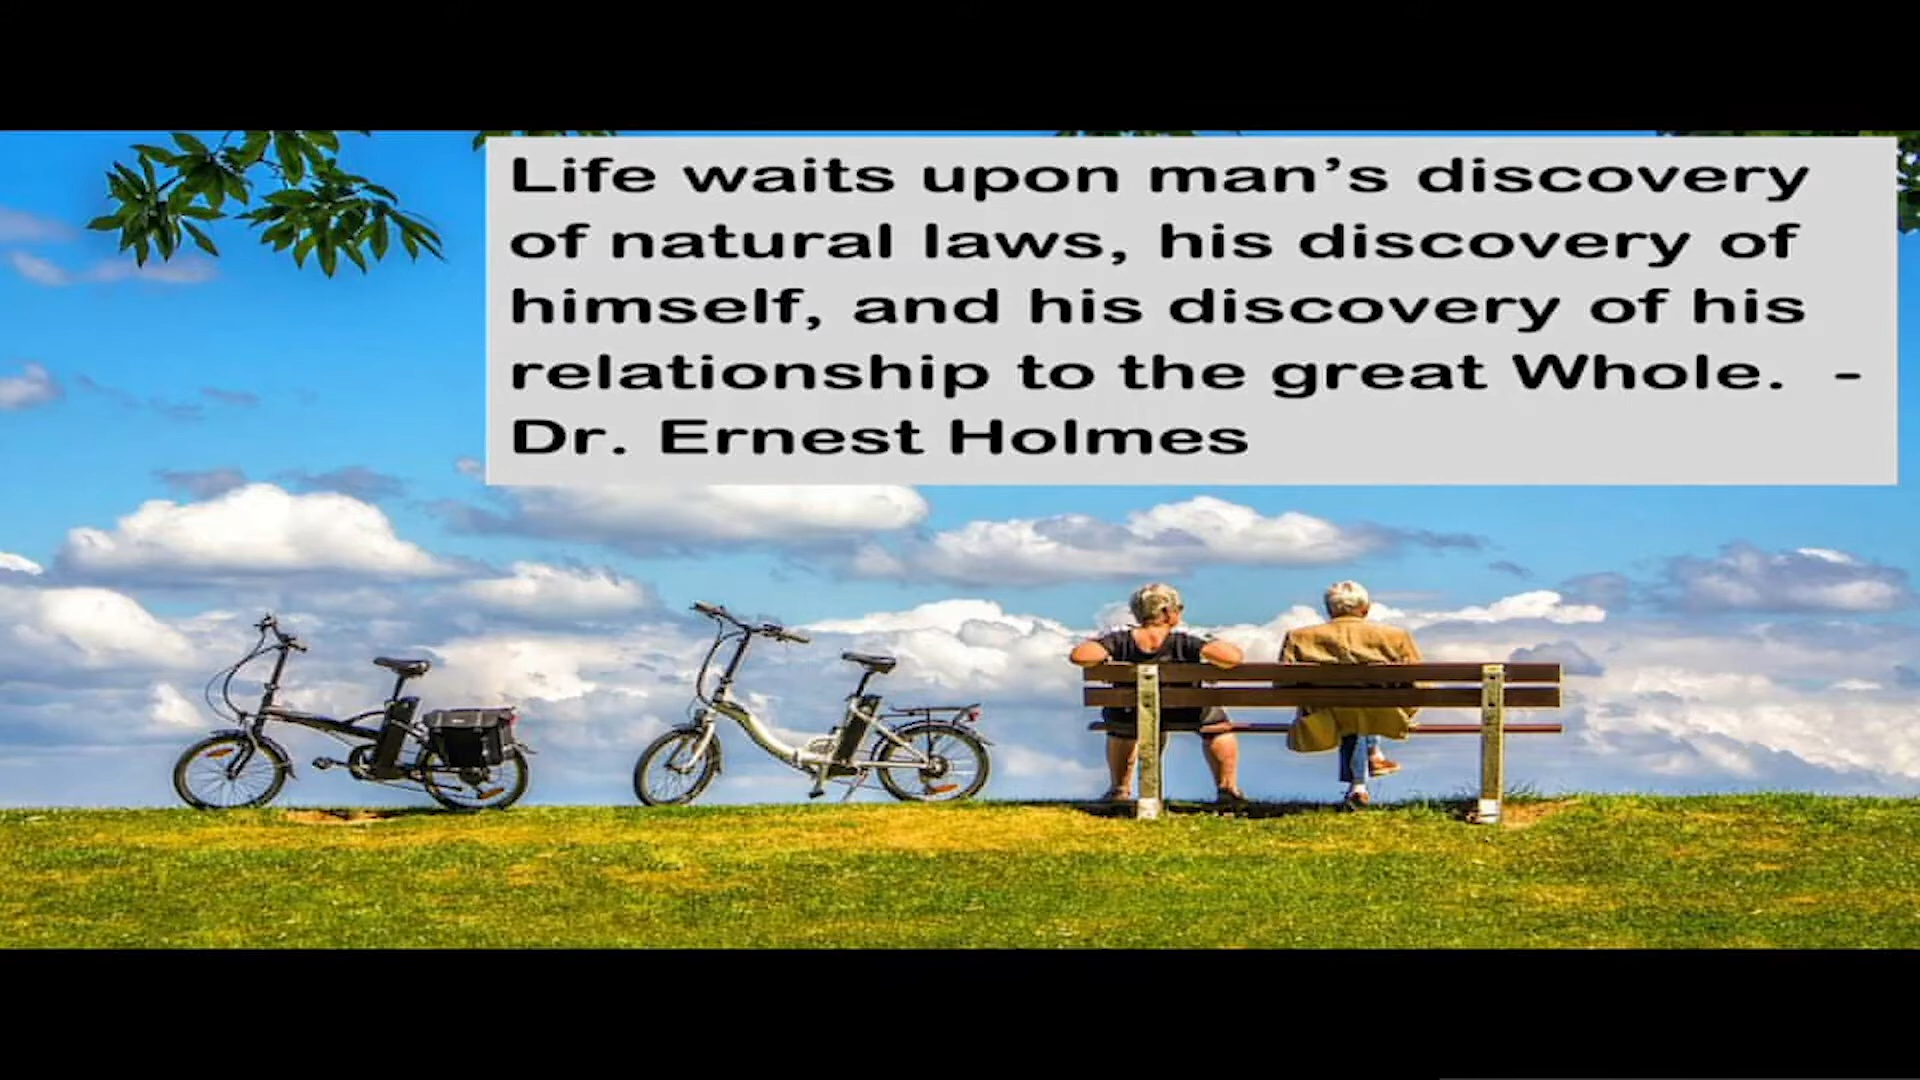 Life waits upon man’s discovery
of natural laws, his discovery of
himself, and his discovery of his
relationship to the great Whole.  -
Dr. Ernest Holmes